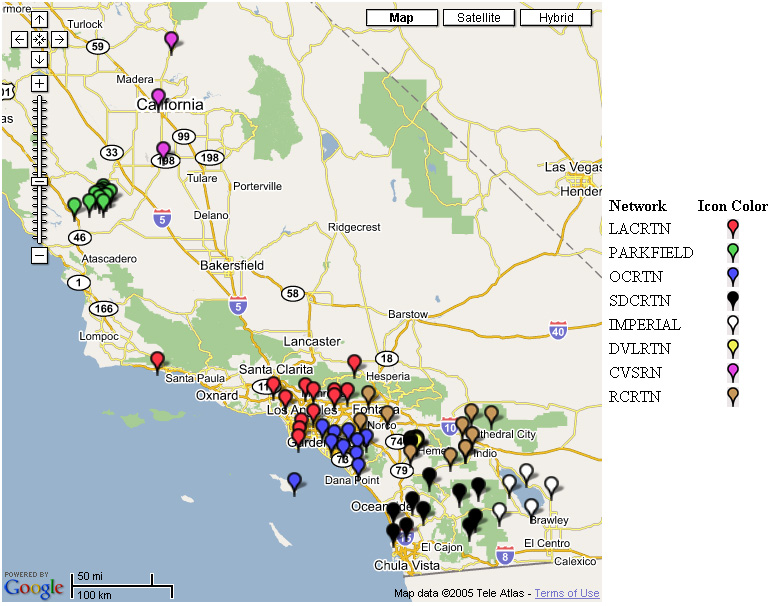 Turlock
Map
Satellite
Hybrid
59
Madera
California
99
33
198
198
Tulare
Porterville
Las Vegas
Hender
Delano
5
46
Ridgecrest
Network Icon Color
LACRTN
PARKFIELD
OCRTN
SDCRTN
IMPERIAL
DVLRTN
CVSRN
RCRTN
Atascadero
Bakersfield
1
58
5
166
Barstow
40
Lompoc
Lancaster
18
Santa Clarita
Hesperia
Santa Paula
Oxnard
Los Angeles
Fontana
Norco
10
Cathedral City
74
Indio
73
79
Dana Point
Oceanside
Brawley
15
El Cajon
El Centro
8
Chula Vista
Calexico
POWERED BY
Google
50 mi
100 km
Map data ©2005 Tele Atlas - Terms of Use